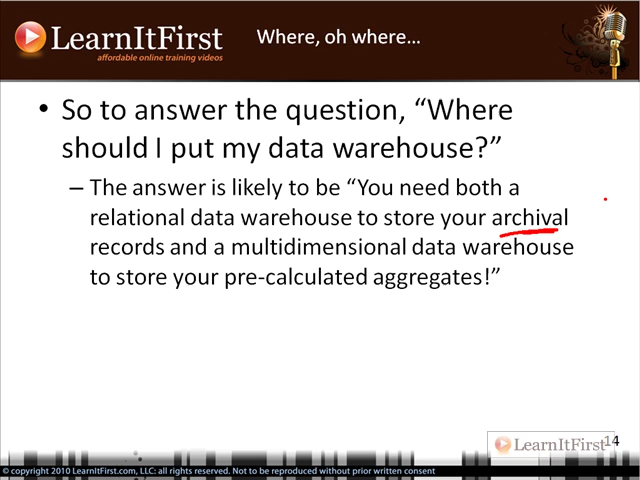 LearnItFirst
affordable online training videos
Where, oh where…
• So to answer the question, “Where
should I put my data warehouse?”
– The answer is likely to be “You need both a
relational data warehouse to store your archival
records and a multidimensional data warehouse
to store your pre-calculated aggregates!”
LearnItFirst
14
© copyright 2010 LearnItFirst.com, LLC: all rights reserved. Not to be reproduced without prior written consent